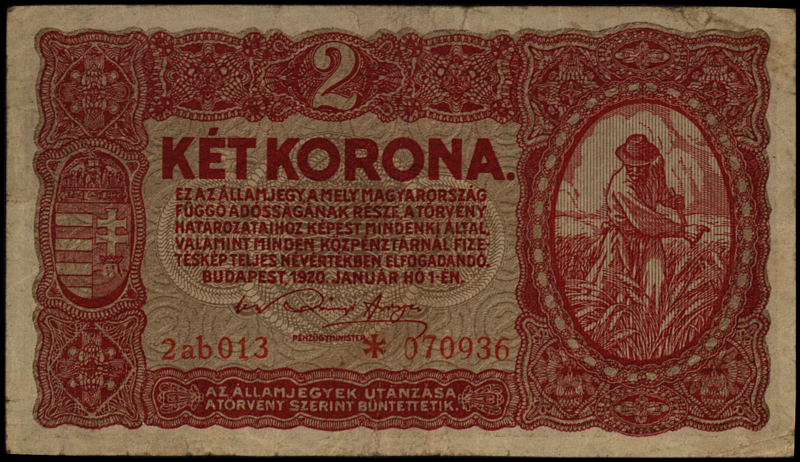 2
KÉT KORONA.
EZ AZ ÁLLAMJEGY, A MELY MAGYARORSZÁG
FÜGGŐ ADÓSSÁGÁNAK RÉSZE A TÖRVÉNY
HATÁROZATAIHOZ KÉPEST MINDENKI ÁLTAL,
VALAMINT MINDEN KÖZPÉNZTÁRNÁL FIZE-
TÉSKÉP TELJES NÉVÉRTÉKBEN ELFOGADANDÓ.
BUDAPEST, 1920. JANUÁR HÓ 1-ÉN.
PÉNZÜGYMINISTER
2ab013 * 070936
AZ ÁLLAMJEGYEK UTÁNZÁSA
A TÖRVÉNY SZERINT BÜNTETTETIK.